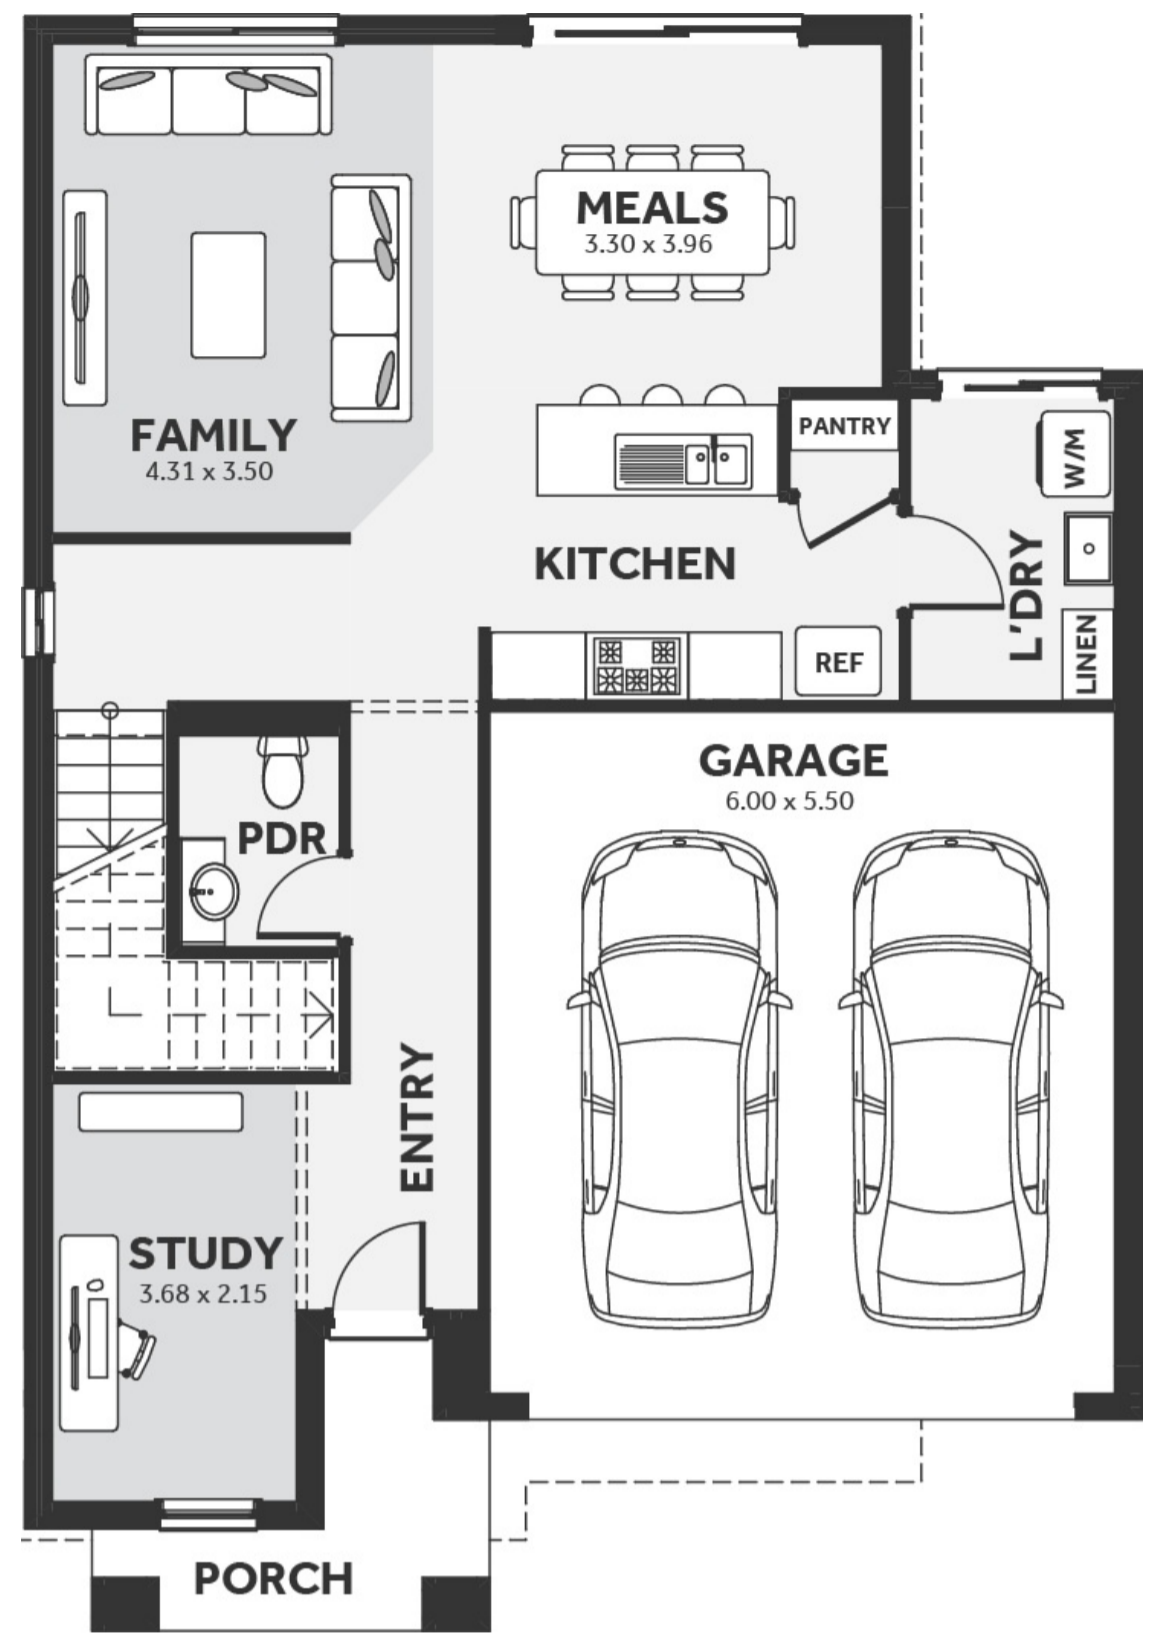 MEALS
3.30 x 3.96
FAMILY
4.31 x 3.50
PANTRY
W/M
KITCHEN
L'DRY
REF
LINEN
GARAGE
6.00 x 5.50
PDR
ENTRY
STUDY
3.68 x 2.15
PORCH